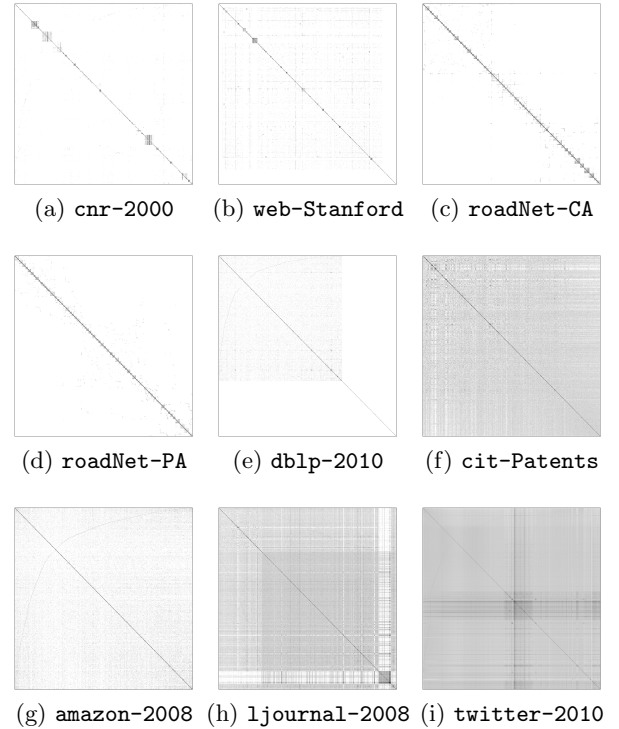 (a) cnr-2000 (b) web-Stanford (c) roadNet-CA
(d) roadNet-PA (e) dblp-2010 (f) cit-Patents
(g) amazon-2008 (h) ljournal-2008 (i) twitter-2010